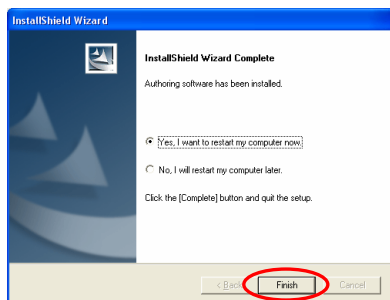 InstallShield Wizard
InstallShield Wizard Complete
Authoring software has been installed.
Yes, I want to restart my computer now.
No, I will restart my computer later.
Click the [Complete] button and quit the setup.
< Back
Finish
Cancel